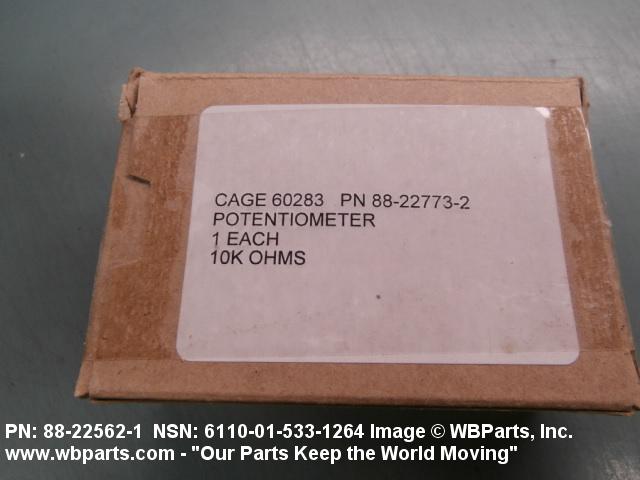 CAGE 60283 PN 88-22773-2
POTENTIOMETER
1 EACH
10K OHMS
PN: 88-22562-1 NSN: 6110-01-533-1264 Image © WBParts, Inc.
www.wbparts.com - "Our Parts Keep the World Moving"